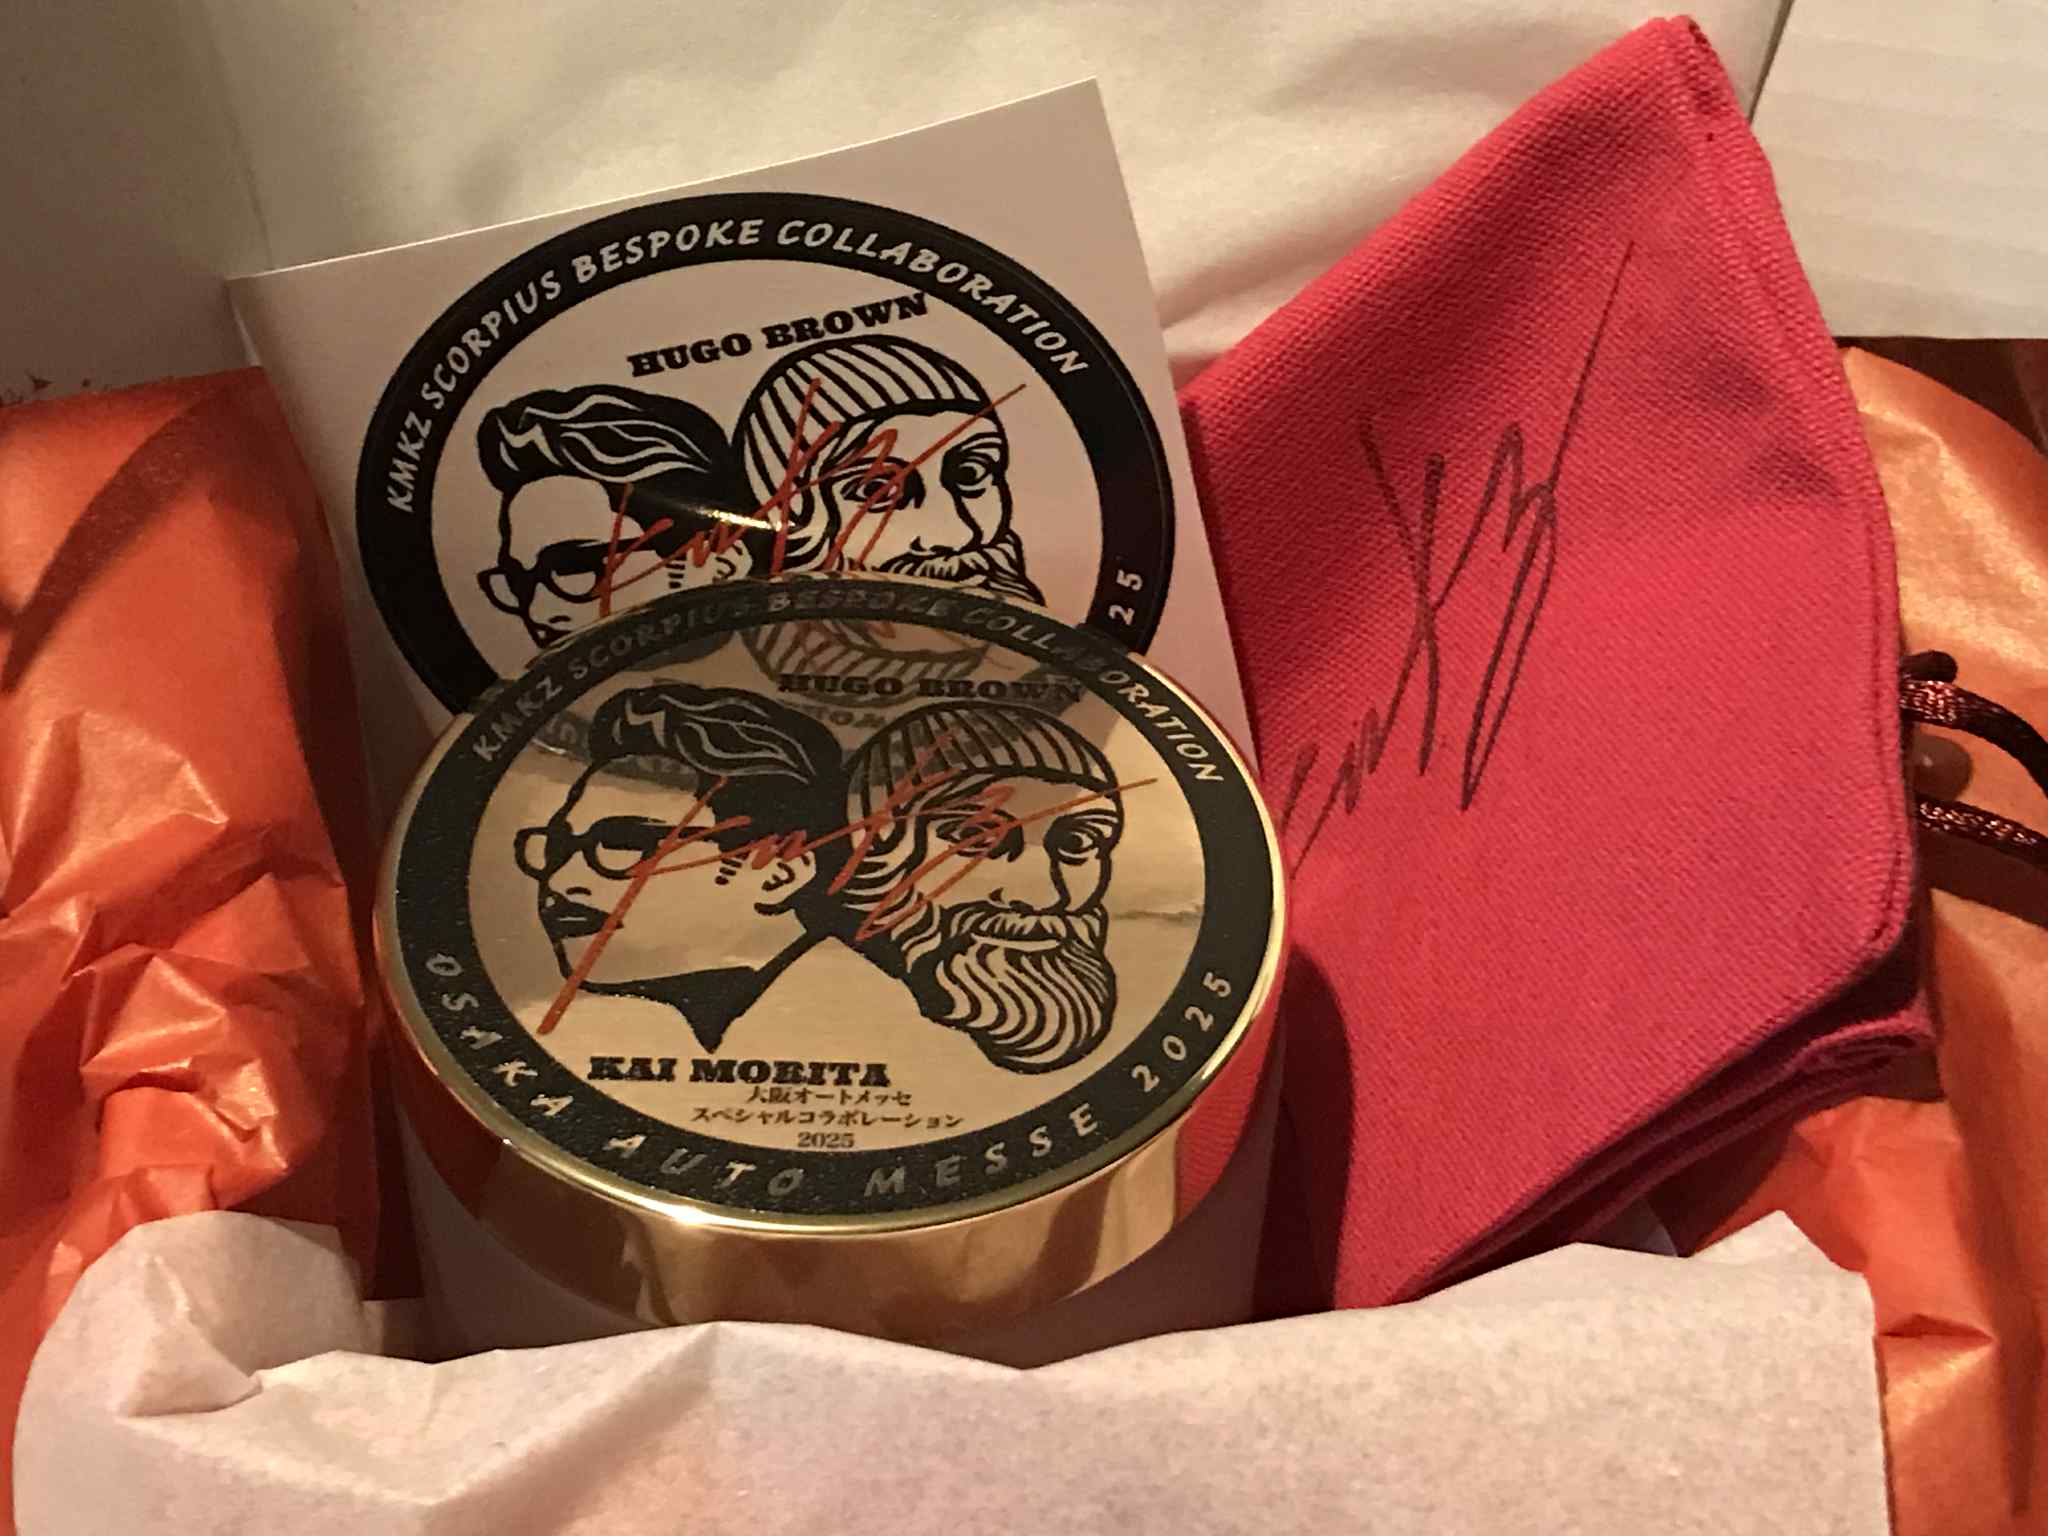 KMKZ SCORPIUS BESPOKE COLLABORATION
HUGO BROWN
25
KMKZ SCORPIUS BESPOKE COLLABORATION
HUGO BROWN
KAI MORITA
大阪オートメッセ
スペシャルコラボレーション
2025
OSAKA AUTO MESSE 2025